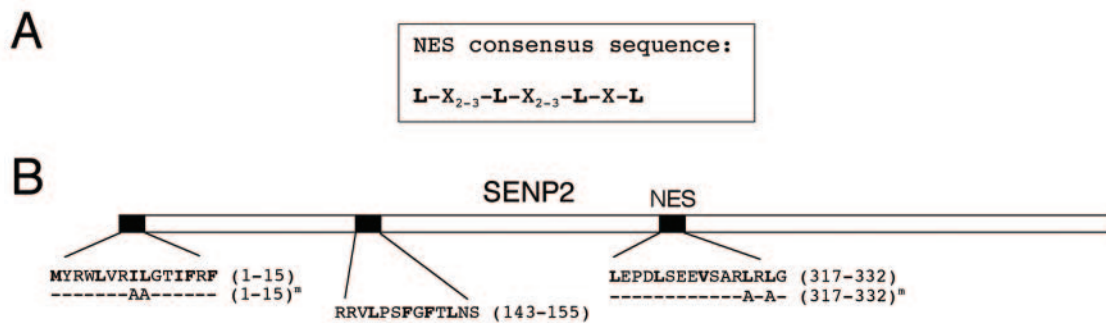 A
NES consensus sequence:
L-X2-3-L-X2-3-L-X-L
B
SENP2
NES
MYRWLVRILGTIFRF (1-15)
-------AA------ (1-15)m
RRVLPSFGFTLNS (143-155)
LEPDLSEEVSARLRLG (317-332)
-------------A-A- (317-332)m